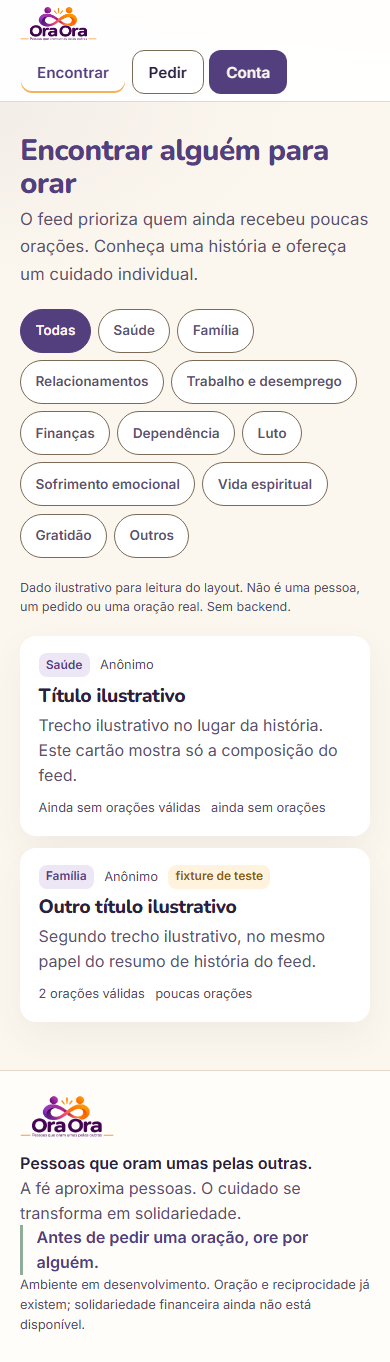 Ora Ora
Pessoas que oram umas pelas outras
Encontrar
Pedir
Conta
Encontrar alguém para
orar
O feed prioriza quem ainda recebeu poucas
orações. Conheça uma história e ofereça
um cuidado individual.
Todas
Saúde
Família
Relacionamentos
Trabalho e desemprego
Finanças
Dependência
Luto
Sofrimento emocional
Vida espiritual
Gratidão
Outros
Dado ilustrativo para leitura do layout. Não é uma pessoa,
um pedido ou uma oração real. Sem backend.
Saúde Anônimo
Título ilustrativo
Trecho ilustrativo no lugar da história.
Este cartão mostra só a composição do
feed.
Ainda sem orações válidas ainda sem orações
Família Anônimo fixture de teste
Outro título ilustrativo
Segundo trecho ilustrativo, no mesmo
papel do resumo de história do feed.
2 orações válidas poucas orações
Ora Ora
Pessoas que oram umas pelas outras
Pessoas que oram umas pelas outras.
A fé aproxima pessoas. O cuidado se
transforma em solidariedade.
Antes de pedir uma oração, ore por
alguém.
Ambiente em desenvolvimento. Oração e reciprocidade já
existem; solidariedade financeira ainda não está
disponível.